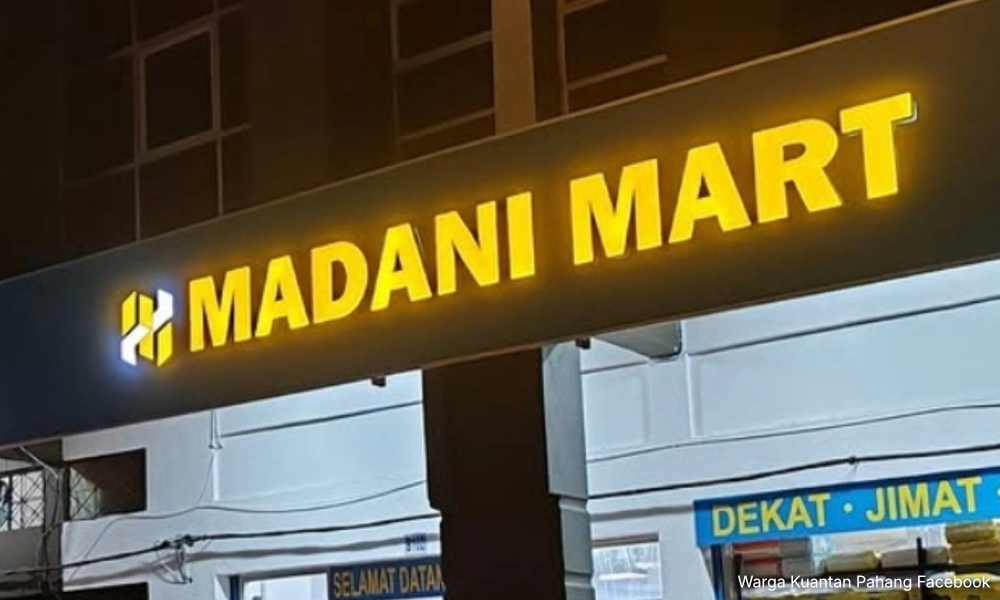 MADANI MART
DEKAT · JIMAT ·
SELAMAT DATAN
Warga Kuantan Pahang Facebook